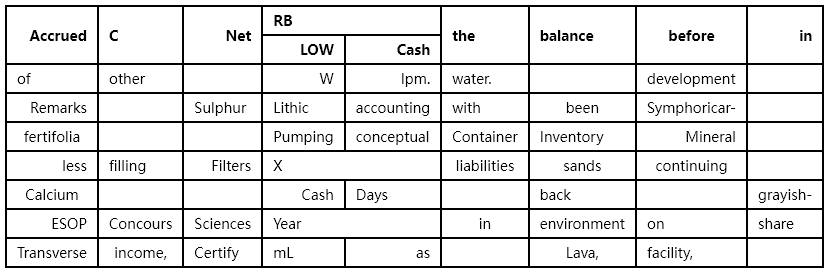 Accrued C Net RB the balance before in
LOW Cash
of other W lpm. water. development
Remarks Sulphur Lithic accounting with been Symphoricar-
fertifolia Pumping conceptual Container Inventory Mineral
less filling Filters X liabilities sands continuing
Calcium Cash Days back grayish-
ESOP Concours Sciences Year in environment on share
Transverse income, Certify mL as Lava, facility,